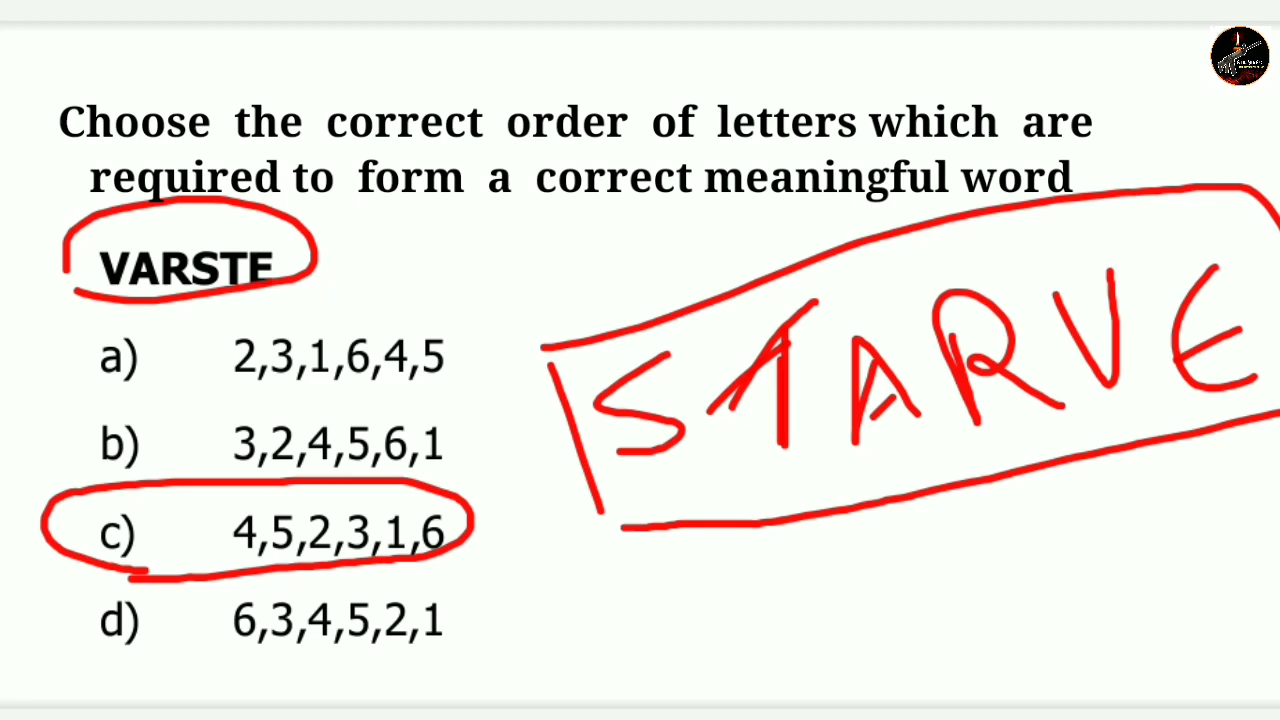 Choose the correct order of letters which are
required to form a correct meaningful word
VARSTE
a) 2,3,1,6,4,5
b) 3,2,4,5,6,1
c) 4,5,2,3,1,6
d) 6,3,4,5,2,1
STARVE